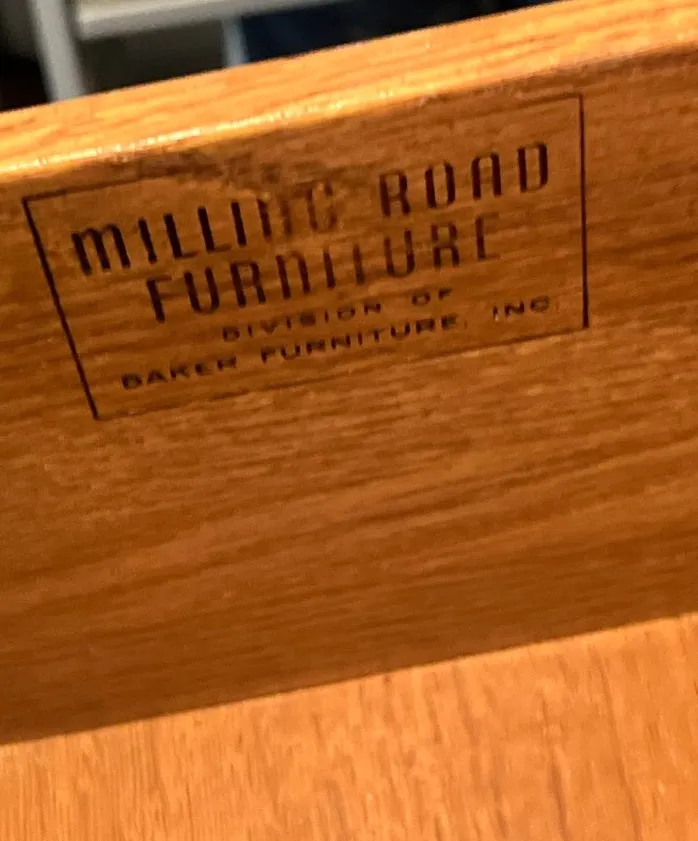 MILLING ROAD
FURNITURE
DIVISION OF
BAKER FURNITURE, INC.